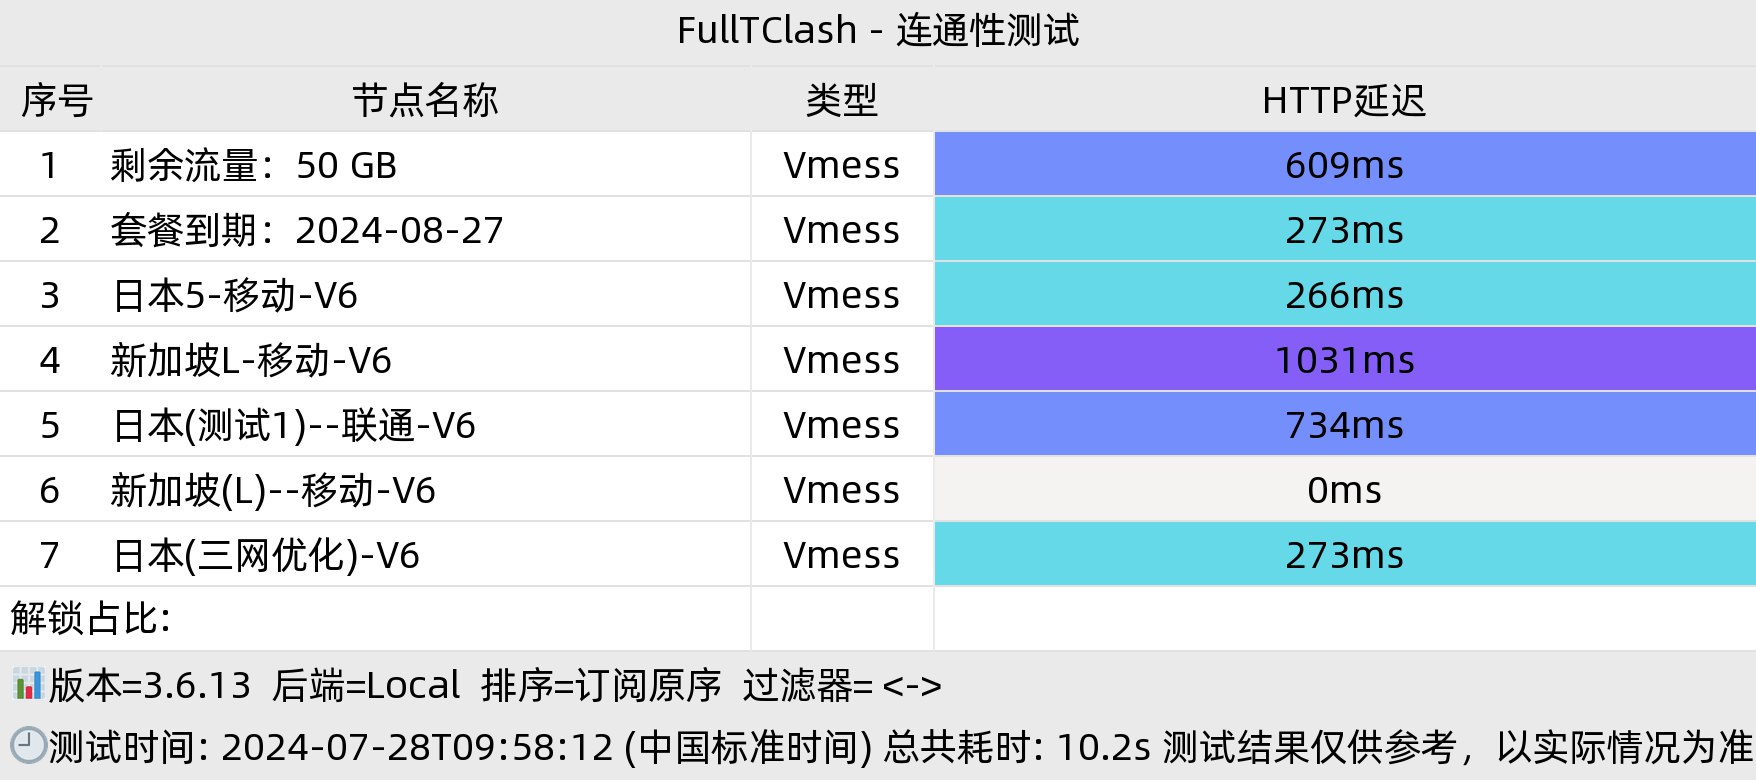 FullTClash - 连通性测试
序号 节点名称 类型 HTTP延迟
1 剩余流量：50 GB Vmess 609ms
2 套餐到期：2024-08-27 Vmess 273ms
3 日本5-移动-V6 Vmess 266ms
4 新加坡L-移动-V6 Vmess 1031ms
5 日本(测试1)--联通-V6 Vmess 734ms
6 新加坡(L)--移动-V6 Vmess 0ms
7 日本(三网优化)-V6 Vmess 273ms
解锁占比:
版本=3.6.13 后端=Local 排序=订阅原序 过滤器= <->
测试时间: 2024-07-28T09:58:12 (中国标准时间) 总共耗时: 10.2s 测试结果仅供参考，以实际情况为准